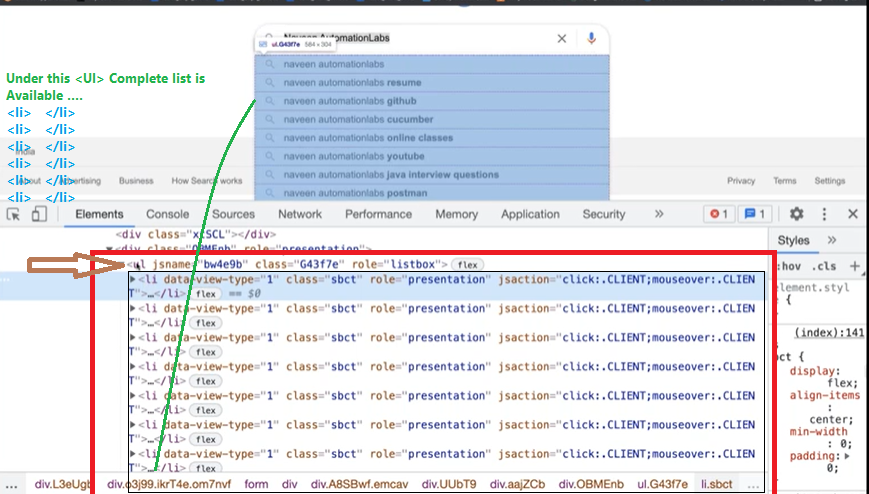 Naveen AutomationLabs
ul.G43f7e 584 × 304
naveen automationlabs
naveen automationlabs resume
naveen automationlabs github
naveen automationlabs cucumber
naveen automationlabs online classes
naveen automationlabs youtube
naveen automationlabs java interview questions
naveen automationlabs postman
Under this <Ul> Complete list is
Available ....
<li> </li>
<li> </li>
<li> </li>
India
<li> </li>
<li> </li>
<li> </li>
About Advertising Business How Search works Privacy Terms Settings
Elements Console Sources Network Performance Memory Application Security » 1 1
<div class="xtSCL"></div>
<div class="OBMEnb" role="presentation">
<ul jsname="bw4e9b" class="G43f7e" role="listbox"> flex
<li data-view-type="1" class="sbct" role="presentation" jsaction="click:.CLIENT;mouseover:.CLIEN
T">…</li> flex == $0
<li data-view-type="1" class="sbct" role="presentation" jsaction="click:.CLIENT;mouseover:.CLIEN
T">…</li> flex
<li data-view-type="1" class="sbct" role="presentation" jsaction="click:.CLIENT;mouseover:.CLIEN
T">…</li> flex
<li data-view-type="1" class="sbct" role="presentation" jsaction="click:.CLIENT;mouseover:.CLIEN
T">…</li> flex
<li data-view-type="1" class="sbct" role="presentation" jsaction="click:.CLIENT;mouseover:.CLIEN
T">…</li> flex
<li data-view-type="1" class="sbct" role="presentation" jsaction="click:.CLIENT;mouseover:.CLIEN
T">…</li> flex
<li data-view-type="1" class="sbct" role="presentation" jsaction="click:.CLIENT;mouseover:.CLIEN
T">…</li> flex
... div.L3eUgb div.o3j99.ikrT4e.om7nvf form div div.A8SBwf.emcav div.UUbT9 div.aajZCb div.OBMEnb ul.G43f7e li.sbct ...
Styles »
:hov .cls +
element.styl
{
(index):141
{
display:
flex;
align-items
:
center;
min-width
: 0;
padding:
0;